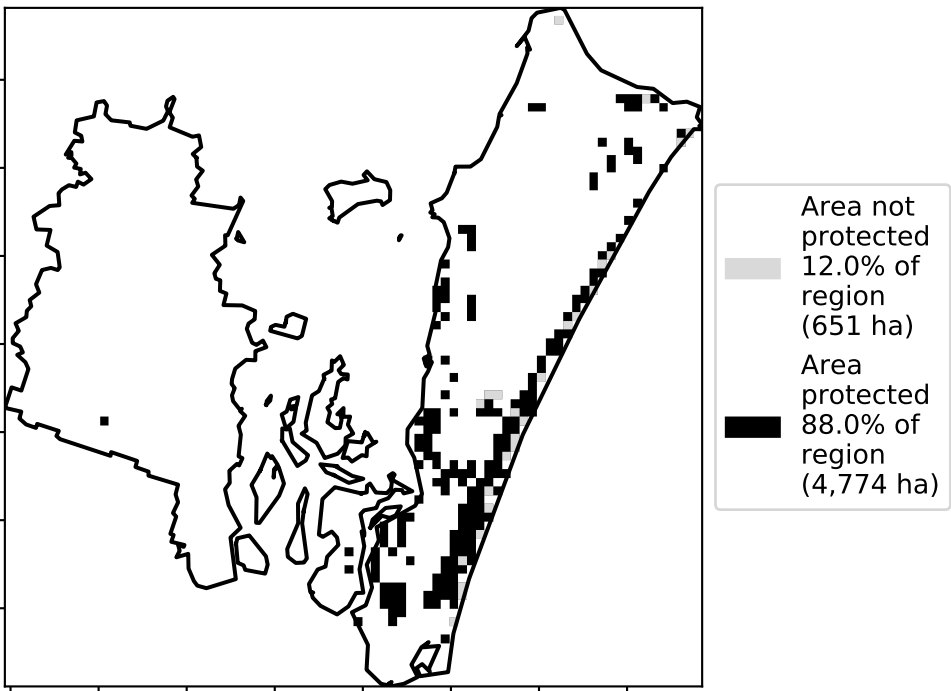 Area not
protected
12.0% of
region
(651 ha)
Area
protected
88.0% of
region
(4,774 ha)